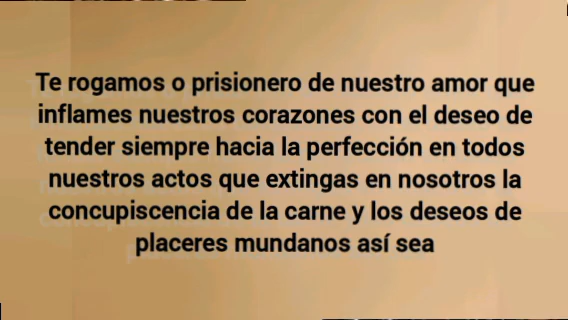 Te rogamos o prisionero de nuestro amor que
inflames nuestros corazones con el deseo de
tender siempre hacia la perfección en todos
nuestros actos que extingas en nosotros la
concupiscencia de la carne y los deseos de
placeres mundanos así sea